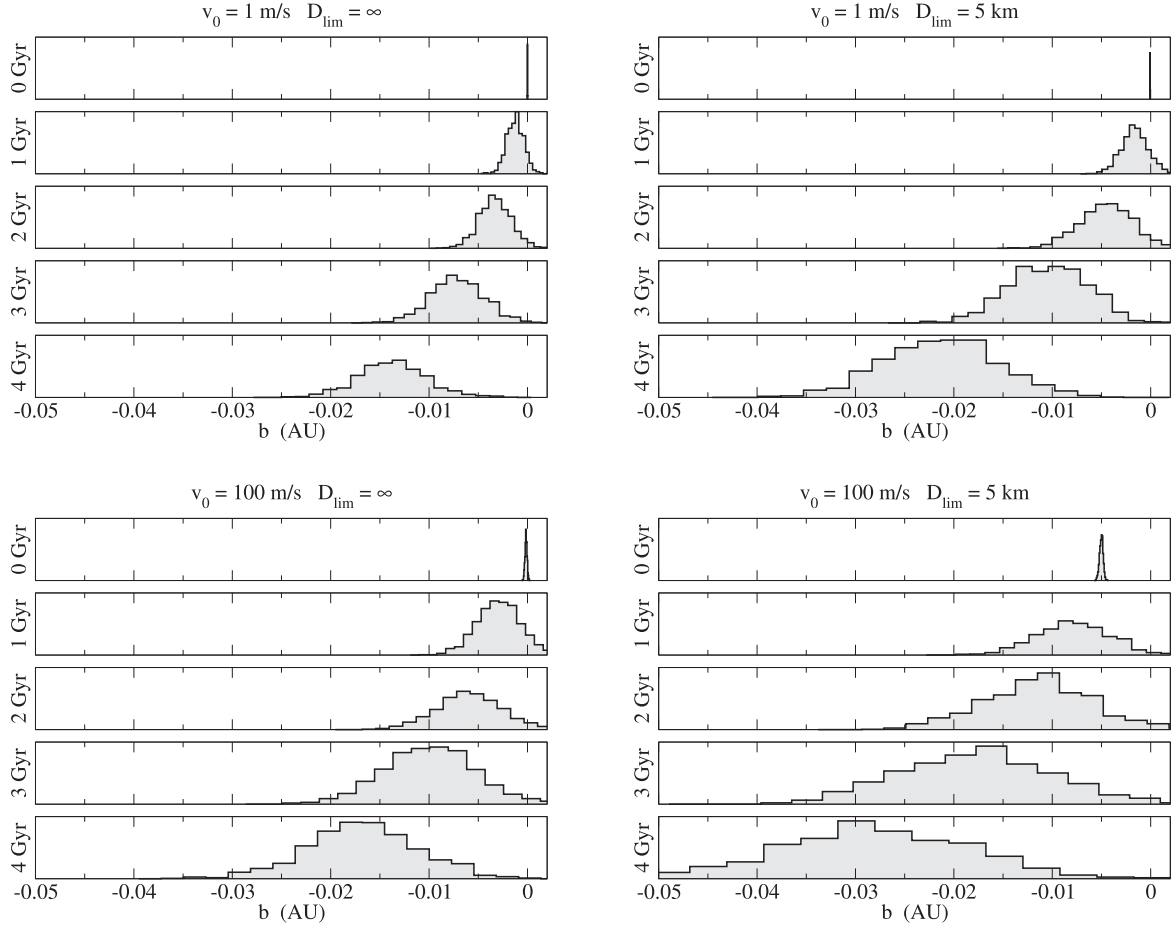 v0 = 1 m/s Dlim = ∞
0 Gyr
1 Gyr
2 Gyr
3 Gyr
4 Gyr
-0.05 -0.04 -0.03 -0.02 -0.01 0
b (AU)
v0 = 1 m/s Dlim = 5 km
0 Gyr
1 Gyr
2 Gyr
3 Gyr
4 Gyr
-0.05 -0.04 -0.03 -0.02 -0.01 0
b (AU)
v0 = 100 m/s Dlim = ∞
0 Gyr
1 Gyr
2 Gyr
3 Gyr
4 Gyr
-0.05 -0.04 -0.03 -0.02 -0.01 0
b (AU)
v0 = 100 m/s Dlim = 5 km
0 Gyr
1 Gyr
2 Gyr
3 Gyr
4 Gyr
-0.05 -0.04 -0.03 -0.02 -0.01 0
b (AU)